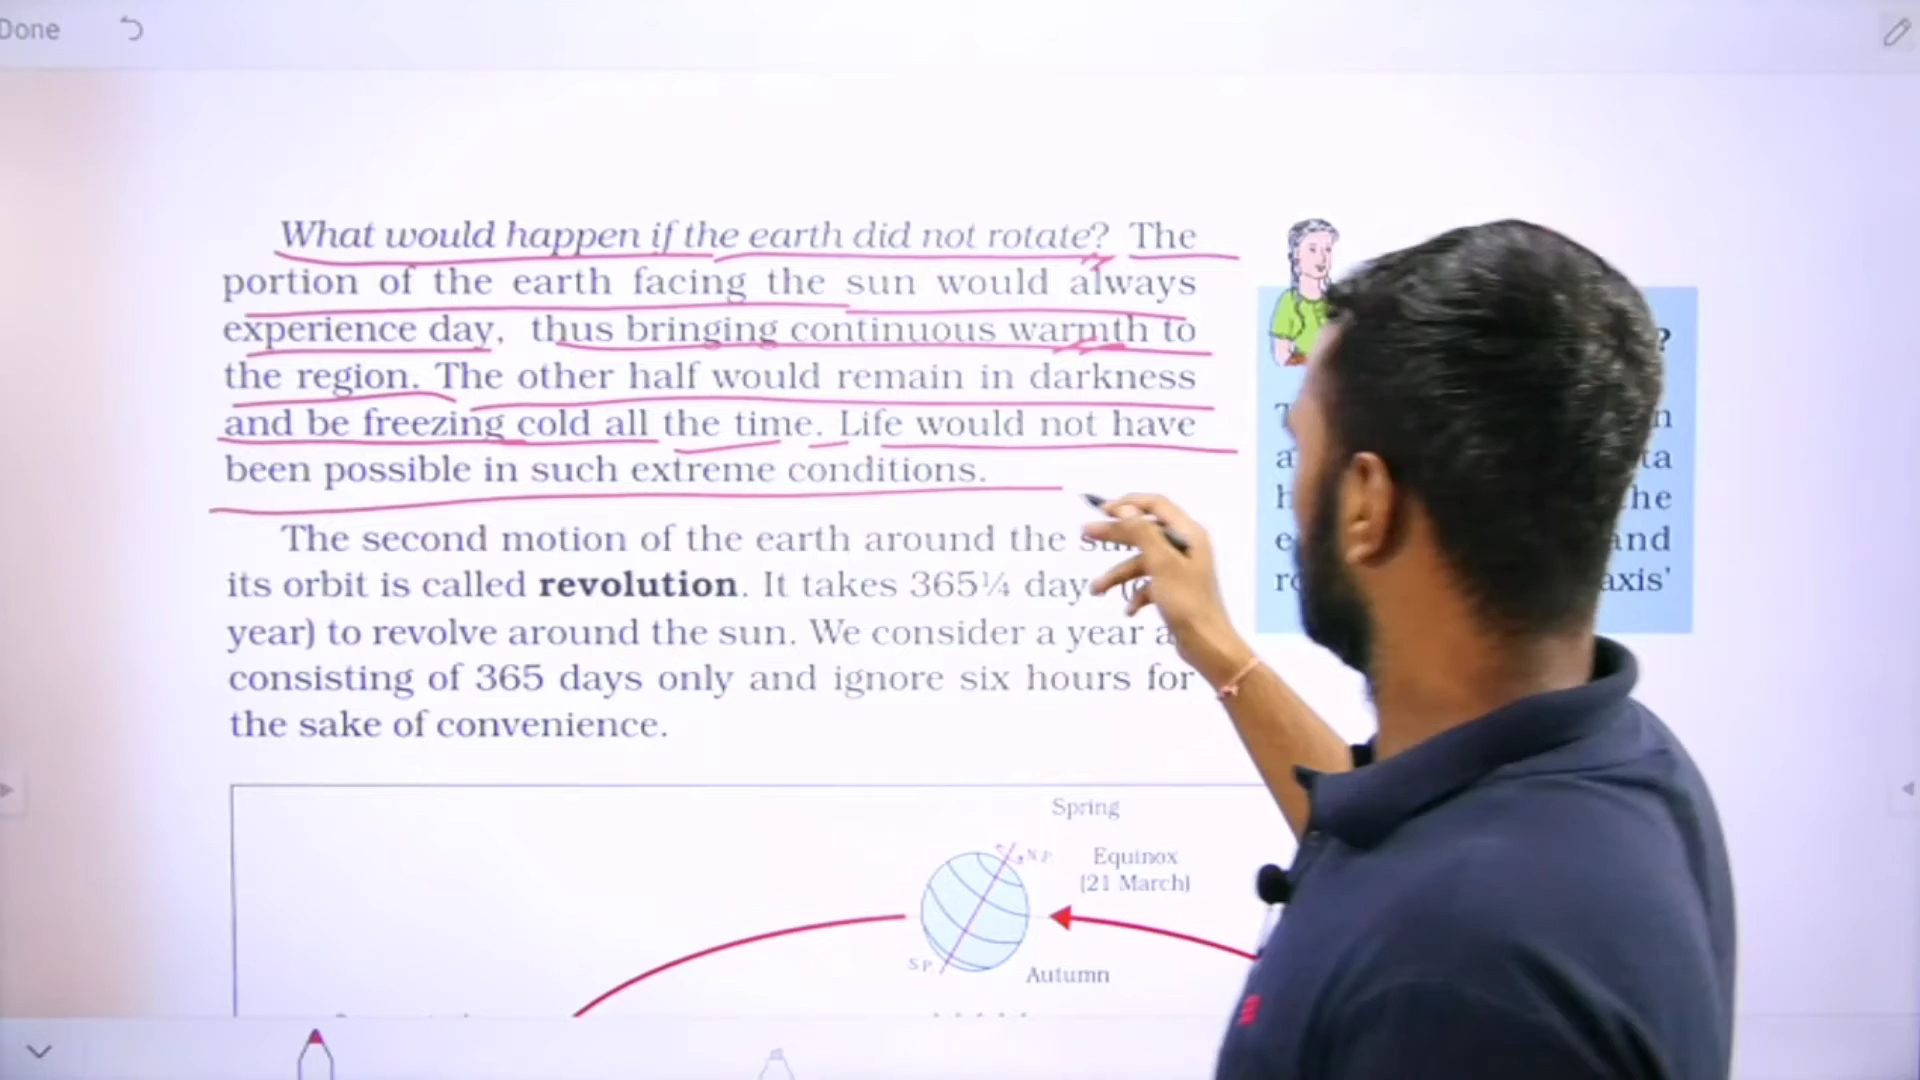 Done
What would happen if the earth did not rotate? The
portion of the earth facing the sun would always
experience day, thus bringing continuous warmth to
the region. The other half would remain in darkness
and be freezing cold all the time. Life would not have
been possible in such extreme conditions.
The second motion of the earth around the
its orbit is called revolution. It takes 365¼
year) to revolve around the sun. We consider a year
consisting of 365 days only and ignore six hours for
the sake of convenience.
?
axis'
Spring
N.P.
Equinox
(21 March)
S.P.
Autumn